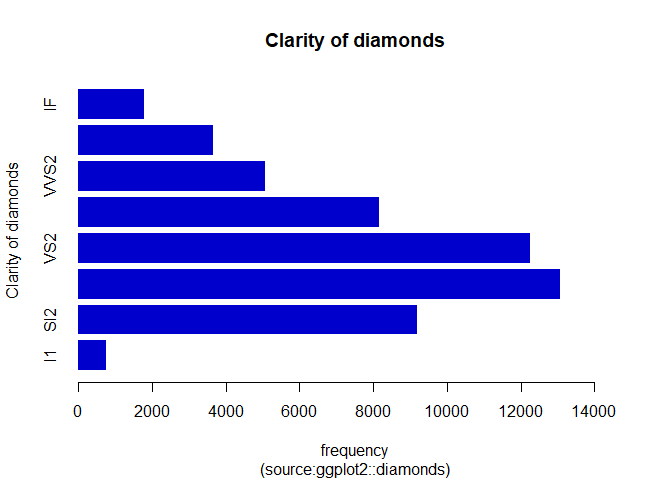 Clarity of diamonds
Clarity of diamonds
IF
VVS2
VS2
SI2
I1
0 2000 4000 6000 8000 10000 12000 14000
frequency
(source:ggplot2::diamonds)